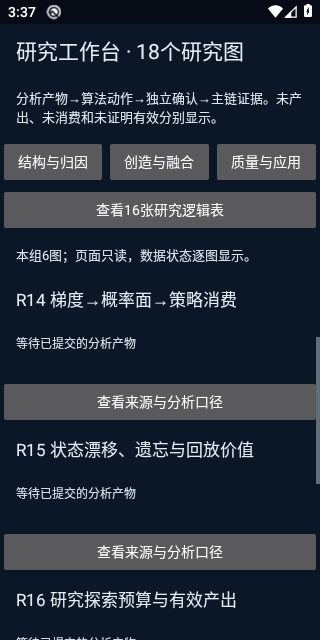 3:37
研究工作台 · 18个研究图
分析产物→算法动作→独立确认→主链证据。未产
出、未消费和未证明有效分别显示。
结构与归因 创造与融合 质量与应用
查看16张研究逻辑表
本组6图；页面只读，数据状态逐图显示。
R14 梯度→概率面→策略消费
等待已提交的分析产物
查看来源与分析口径
R15 状态漂移、遗忘与回放价值
等待已提交的分析产物
查看来源与分析口径
R16 研究探索预算与有效产出